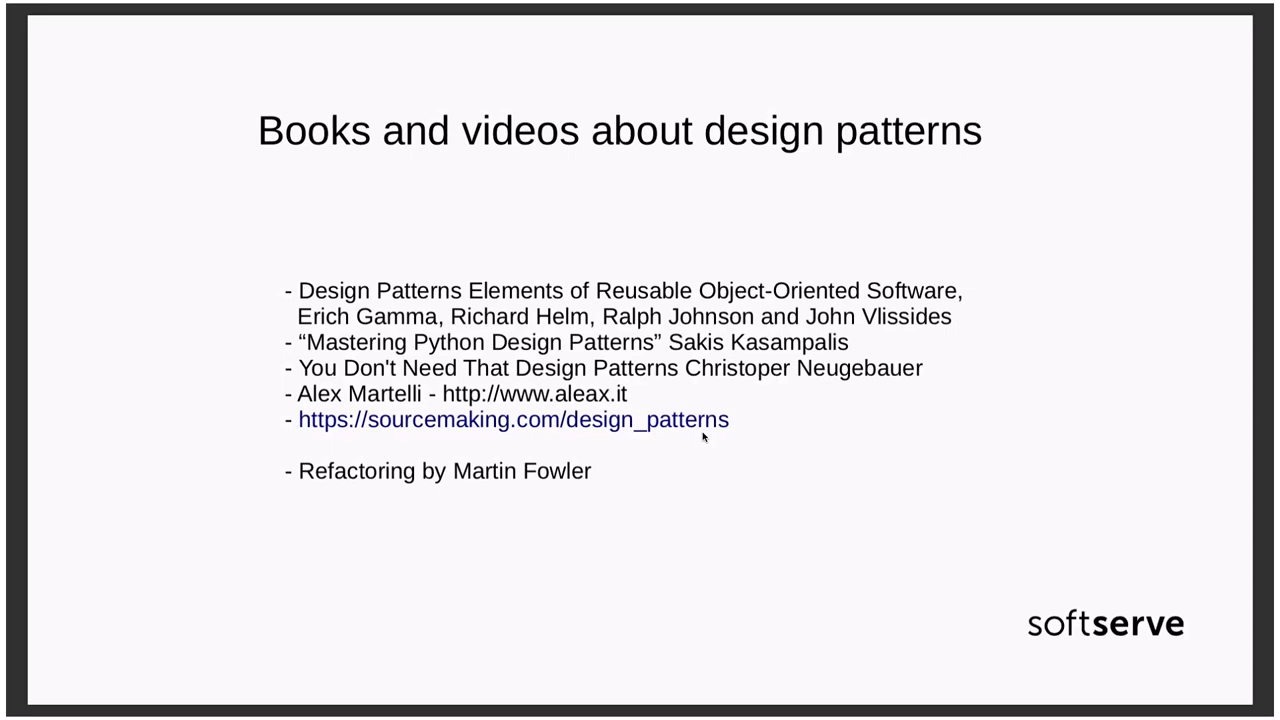 Books and videos about design patterns
- Design Patterns Elements of Reusable Object-Oriented Software,
Erich Gamma, Richard Helm, Ralph Johnson and John Vlissides
- “Mastering Python Design Patterns” Sakis Kasampalis
- You Don't Need That Design Patterns Christoper Neugebauer
- Alex Martelli - http://www.aleax.it
- https://sourcemaking.com/design_patterns
- Refactoring by Martin Fowler
softserve